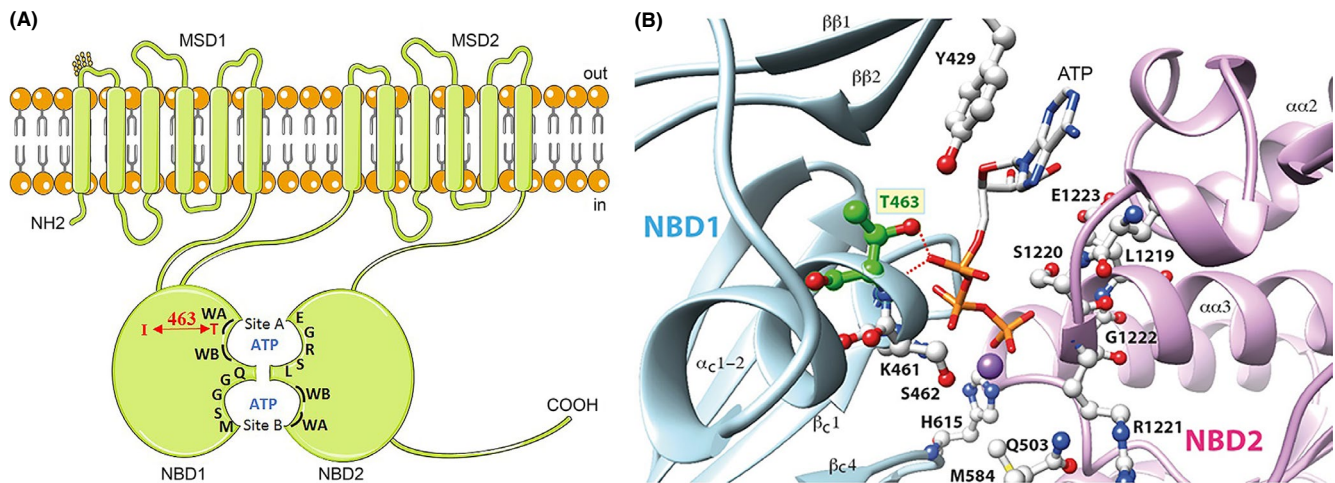 (A)
MSD1
MSD2
out
in
NH2
I
463
T
WA
WB
Site A
ATP
E
G
R
S
L
Q
G
G
S
M
ATP
Site B
WB
WA
COOH
NBD1
NBD2
(B)
ββ1
ββ2
Y429
ATP
αα2
T463
NBD1
E1223
S1220
L1219
αα3
G1222
αC1-2
K461
S462
βC1
H615
R1221
Q503
NBD2
βC4
M584